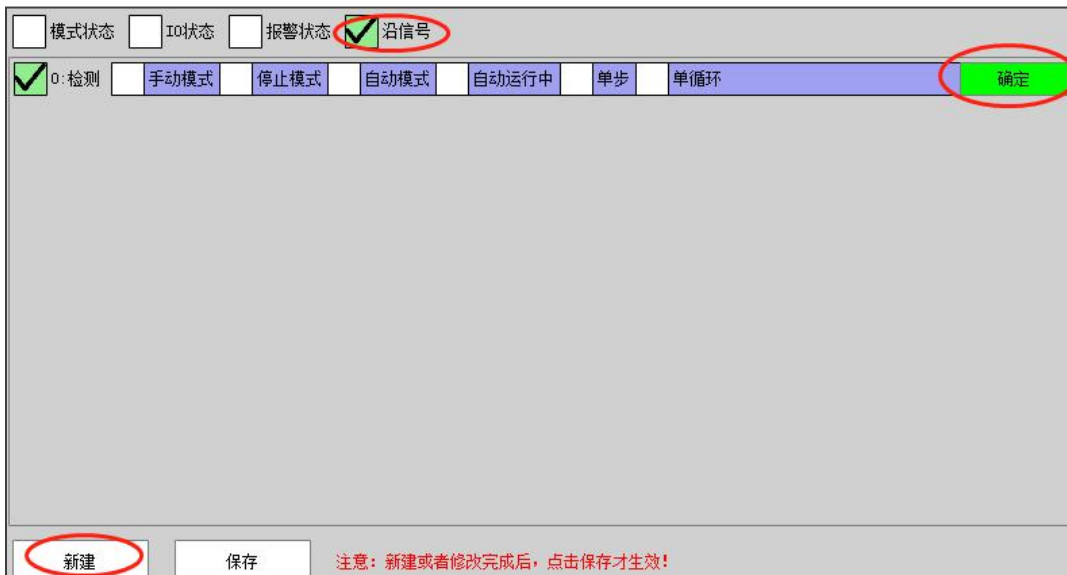 模式状态 IO状态 报警状态 沿信号
0:检测 手动模式 停止模式 自动模式 自动运行中 单步 单循环 确定
新建 保存 注意：新建或者修改完成后，点击保存才生效！